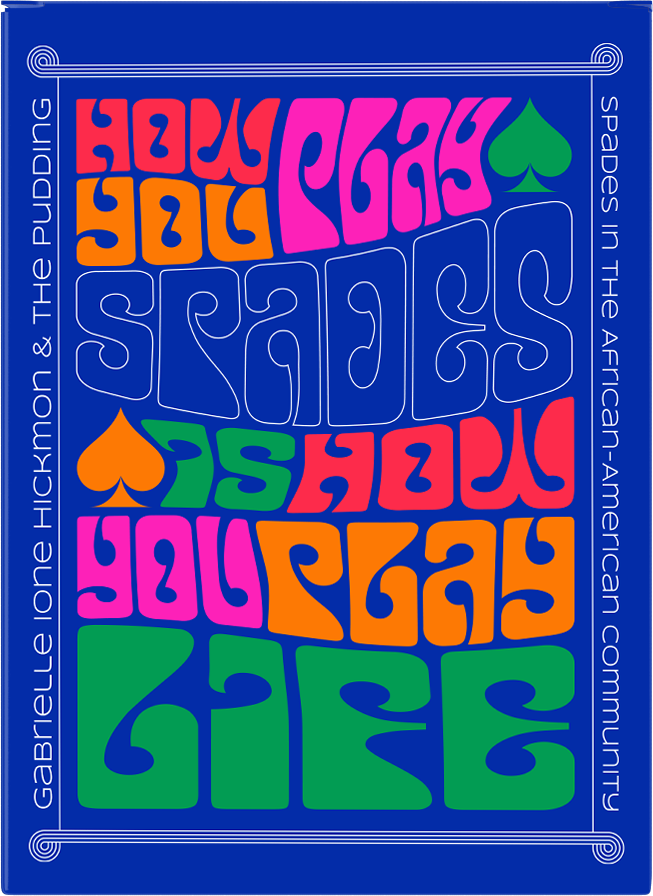 HOW
PLAY
YOU
SPADES
IS HOW
YOU PLAY
LIFE
GABRIELLE IONE HICKMON & THE PUDDING
SPADES IN THE AFRICAN-AMERICAN COMMUNITY